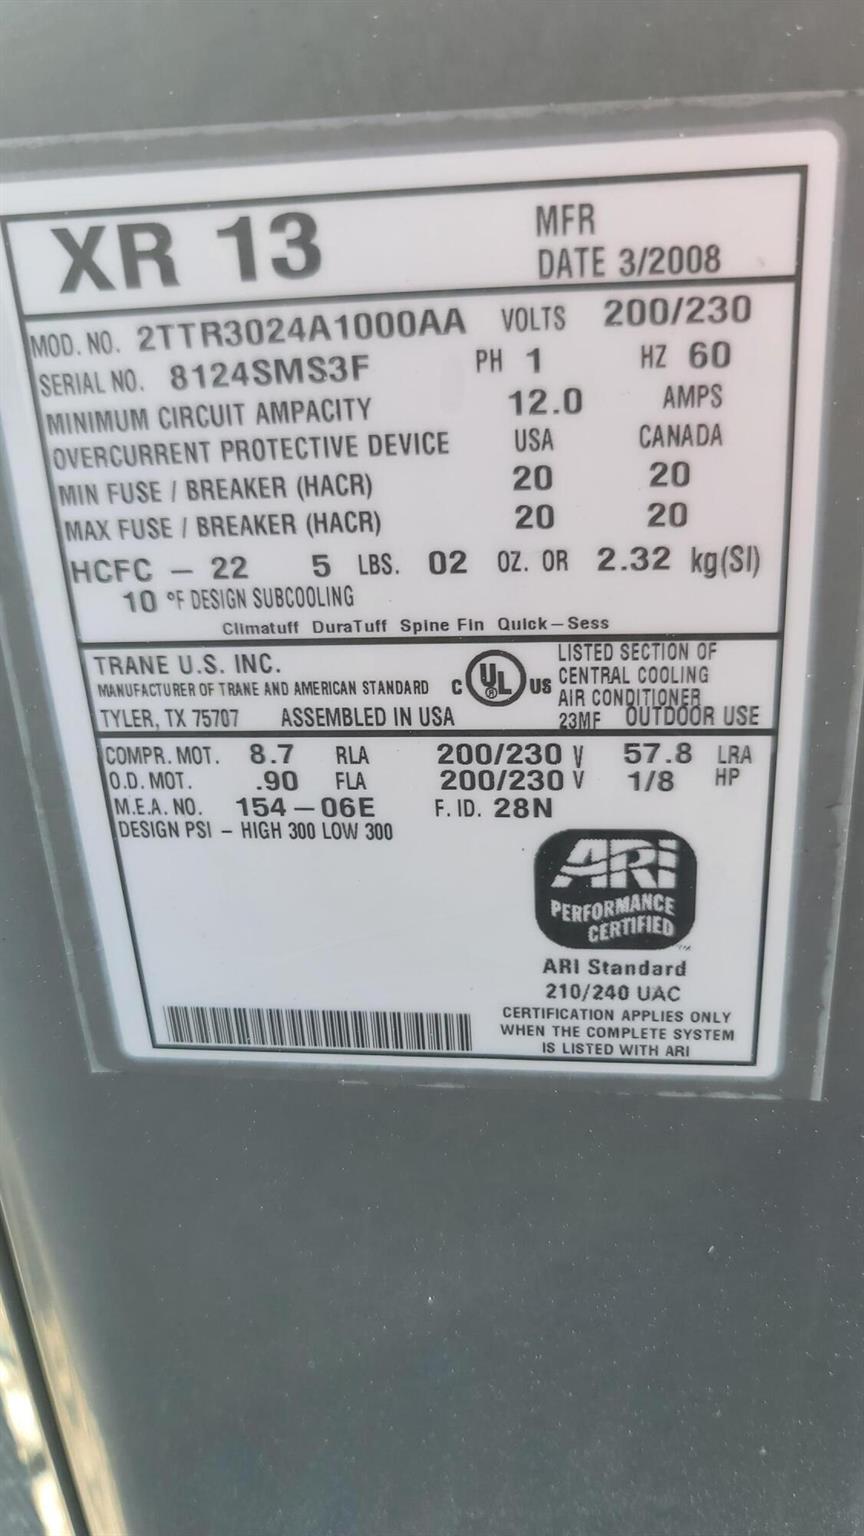 XR 13
MFR
DATE 3/2008
MOD. NO. 2TTR3024A1000AA VOLTS 200/230
SERIAL NO. 8124SMS3F PH 1 HZ 60
MINIMUM CIRCUIT AMPACITY 12.0 AMPS
OVERCURRENT PROTECTIVE DEVICE USA CANADA
MIN FUSE / BREAKER (HACR) 20 20
MAX FUSE / BREAKER (HACR) 20 20
HCFC - 22 5 LBS. 02 OZ. OR 2.32 kg(SI)
10 °F DESIGN SUBCOOLING
Climatuff DuraTuff Spine Fin Quick-Sess
TRANE U.S. INC.
MANUFACTURER OF TRANE AND AMERICAN STANDARD
TYLER, TX 75707 ASSEMBLED IN USA
C UL ® US
LISTED SECTION OF
CENTRAL COOLING
AIR CONDITIONER
23MF OUTDOOR USE
COMPR. MOT. 8.7 RLA 200/230 V 57.8 LRA
O.D. MOT. .90 FLA 200/230 V 1/8 HP
M.E.A. NO. 154-06E F. ID. 28N
DESIGN PSI - HIGH 300 LOW 300
ARI
PERFORMANCE
CERTIFIED
™
ARI Standard
210/240 UAC
CERTIFICATION APPLIES ONLY
WHEN THE COMPLETE SYSTEM
IS LISTED WITH ARI